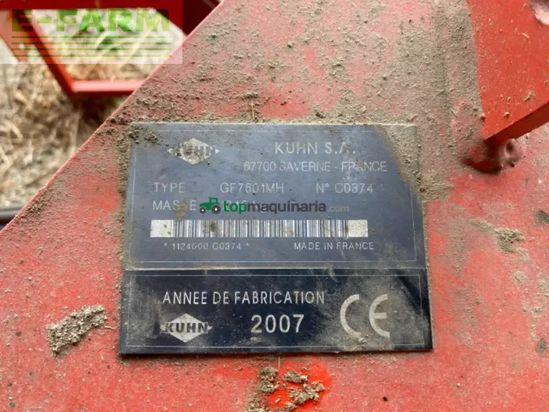 E-FARM
KUHN KUHN S.A.
67700 SAVERNE - FRANCE
TYPE GF7601MH N° C0374
MASSE
topmaquinaria.com
* 1124600 C0374 * MADE IN FRANCE
ANNEE DE FABRICATION
KUHN 2007 CE